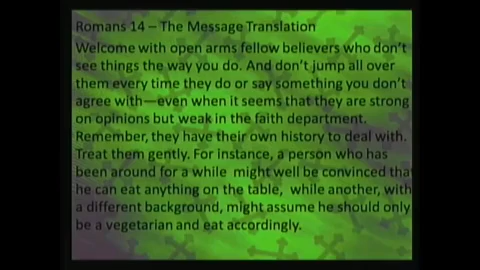 Romans 14 – The Message Translation
Welcome with open arms fellow believers who don't
see things the way you do. And don't jump all over
them every time they do or say something you don't
agree with—even when it seems that they are strong
on opinions but weak in the faith department.
Remember, they have their own history to deal with.
Treat them gently. For instance, a person who has
been around for a while  might well be convinced that
he can eat anything on the table,  while another, with
a different background, might assume he should only
be a vegetarian and eat accordingly.